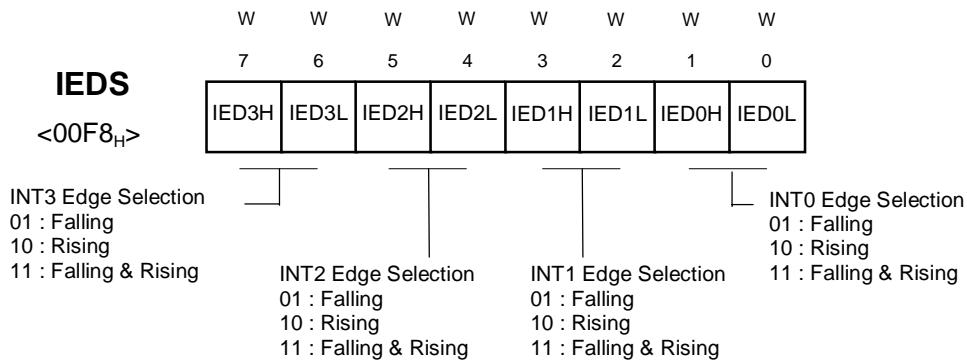 W W W W W W W W
7 6 5 4 3 2 1 0
IEDS
<00F8H>
IED3H IED3L IED2H IED2L IED1H IED1L IED0H IED0L
INT3 Edge Selection
01 : Falling
10 : Rising
11 : Falling & Rising
INT2 Edge Selection
01 : Falling
10 : Rising
11 : Falling & Rising
INT1 Edge Selection
01 : Falling
10 : Rising
11 : Falling & Rising
INT0 Edge Selection
01 : Falling
10 : Rising
11 : Falling & Rising